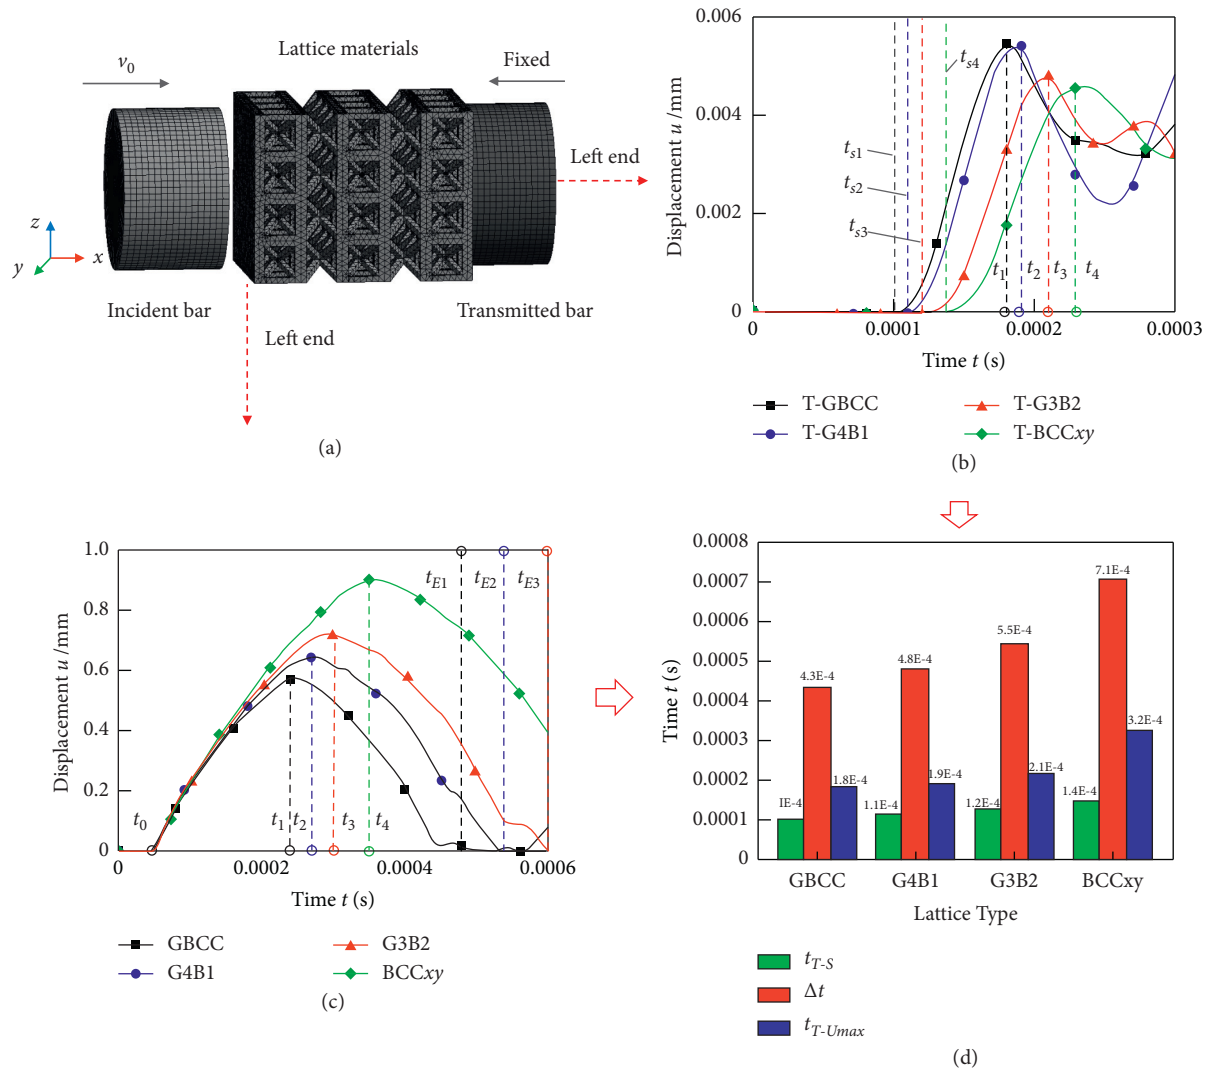 Lattice materials
v0
Fixed
Left end
z
y
x
Incident bar
Transmitted bar
Left end
(a)
Displacement u /mm
0.006
0.004
0.002
0
ts1
ts2
ts3
ts4
t1
t2
t3
t4
0
0.0001
0.0002
0.0003
Time t (s)
T-GBCC
T-G3B2
T-G4B1
T-BCCxy
(b)
Displacement u /mm
1.0
0.8
0.6
0.4
0.2
0
tE1
tE2
tE3
t0
t1
t2
t3
t4
0
0.0002
0.0004
0.0006
Time t (s)
GBCC
G3B2
G4B1
BCCxy
(c)
Time t (s)
0.0008
0.0007
0.0006
0.0005
0.0004
0.0003
0.0002
0.0001
0
IE-4
4.3E-4
1.8E-4
1.1E-4
4.8E-4
1.9E-4
1.2E-4
5.5E-4
2.1E-4
1.4E-4
7.1E-4
3.2E-4
GBCC
G4B1
G3B2
BCCxy
Lattice Type
tT-S
Δt
tT-Umax
(d)